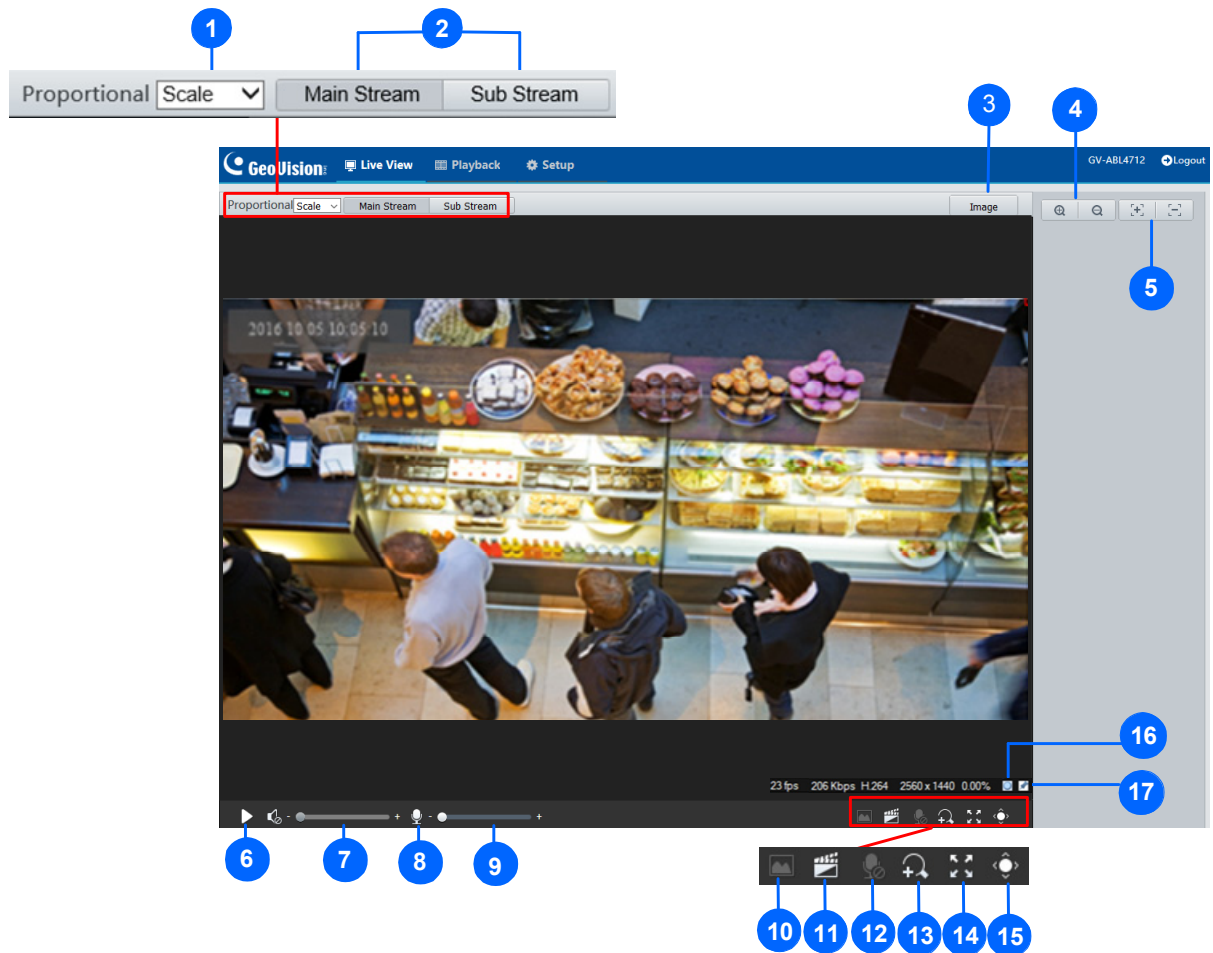 1
2
Proportional Scale Main Stream Sub Stream
3
4
GeoVision Live View Playback Setup GV-ABL4712 Logout
Proportional Scale Main Stream Sub Stream Image
5
2016 10 05 10:05:10
16
23 fps 206 Kbps H.264 2560 x 1440 0.00%
17
- + - +
6
7
8
9
10
11
12
13
14
15